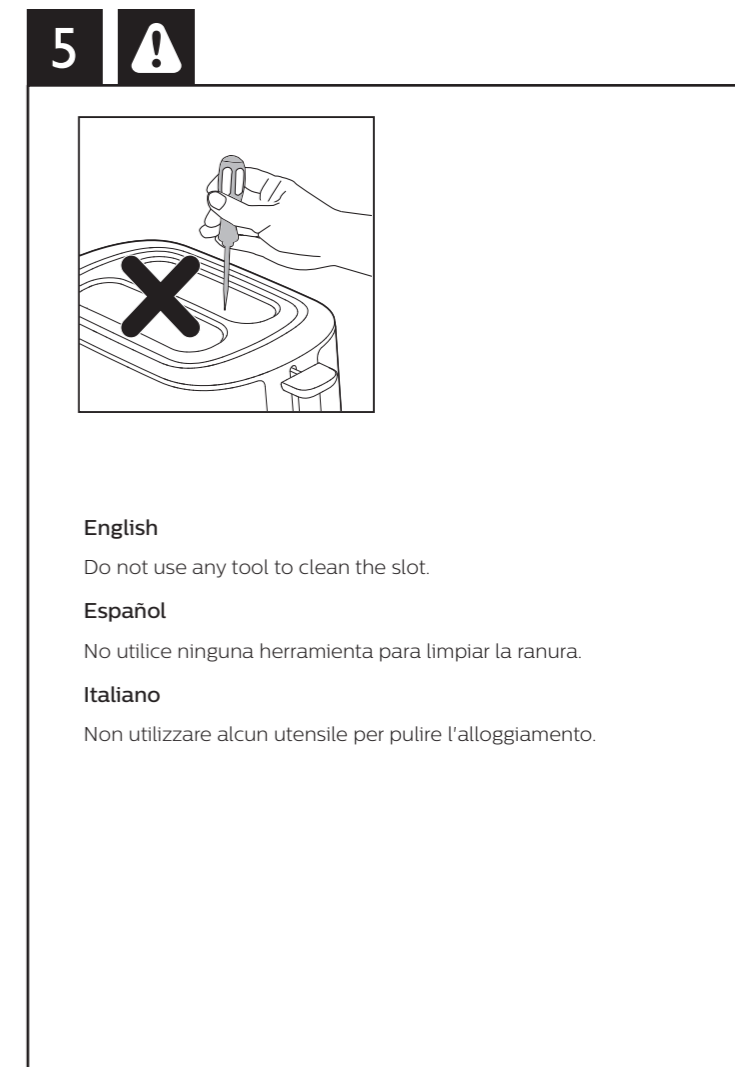 5
English
Do not use any tool to clean the slot.
Español
No utilice ninguna herramienta para limpiar la ranura.
Italiano
Non utilizzare alcun utensile per pulire l'alloggiamento.